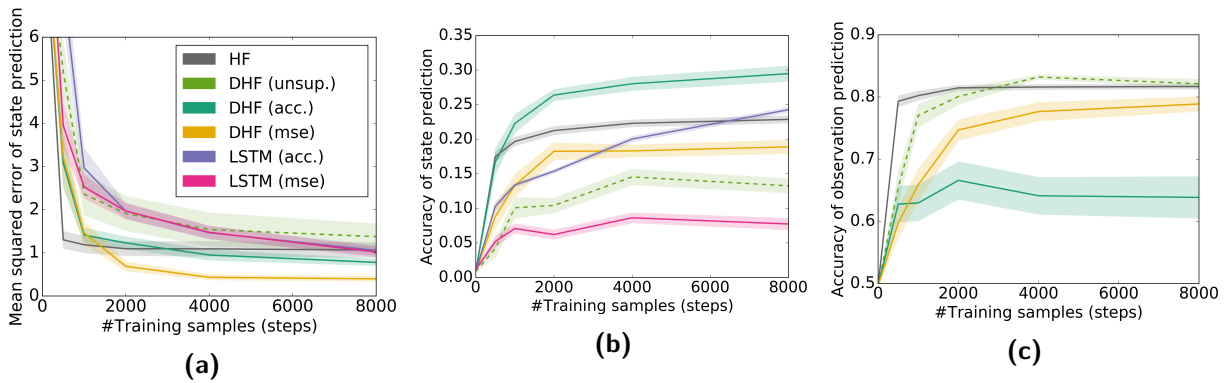 Mean squared error of state prediction
6
5
4
3
2
1
0
0 2000 4000 6000 8000
#Training samples (steps)
HF
DHF (unsup.)
DHF (acc.)
DHF (mse)
LSTM (acc.)
LSTM (mse)
(a)
Accuracy of state prediction
0.35
0.30
0.25
0.20
0.15
0.10
0.05
0.00
0 2000 4000 6000 8000
#Training samples (steps)
(b)
Accuracy of observation prediction
0.9
0.8
0.7
0.6
0.5
0 2000 4000 6000 8000
#Training samples (steps)
(c)